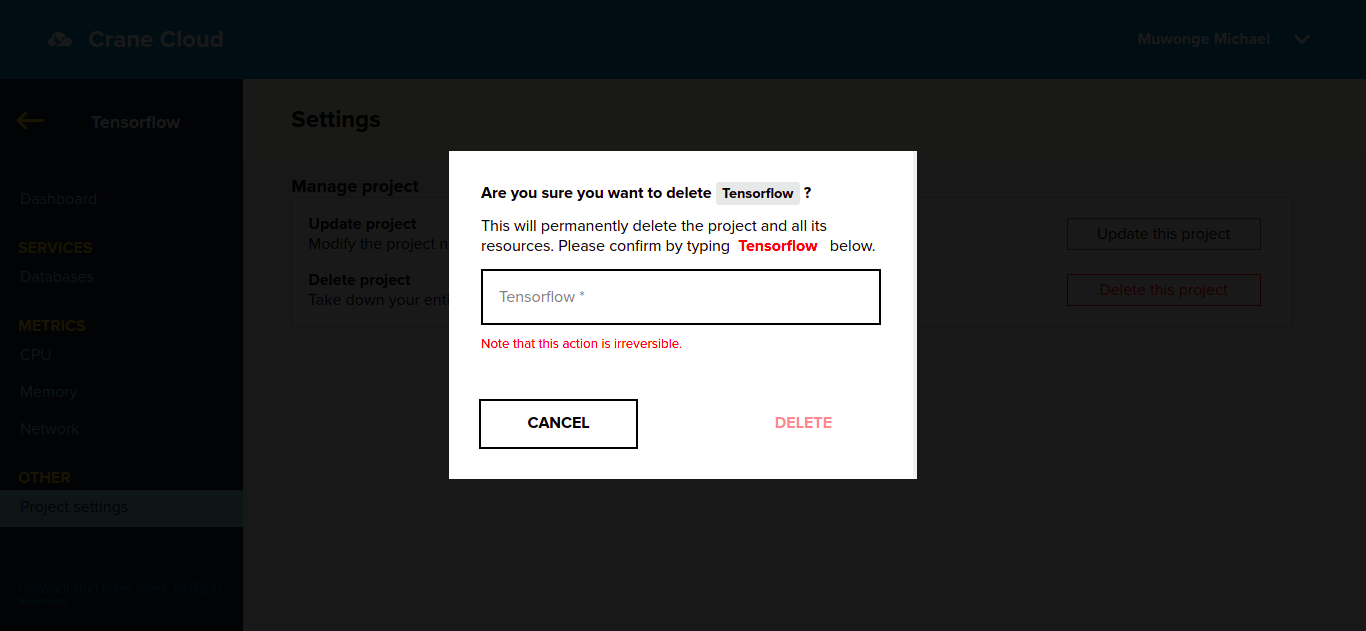 Crane Cloud
Muwonge Michael
Tensorflow
Dashboard
SERVICES
Databases
METRICS
CPU
Memory
Network
OTHER
Project settings
Copyright 2021 Crane Cloud. All Rights
Reserved.
Settings
Manage project
Update project
Modify the project n
Update this project
Delete project
Take down your ent
Delete this project
Are you sure you want to delete Tensorflow ?
This will permanently delete the project and all its
resources. Please confirm by typing Tensorflow below.
Tensorflow *
Note that this action is irreversible.
CANCEL
DELETE